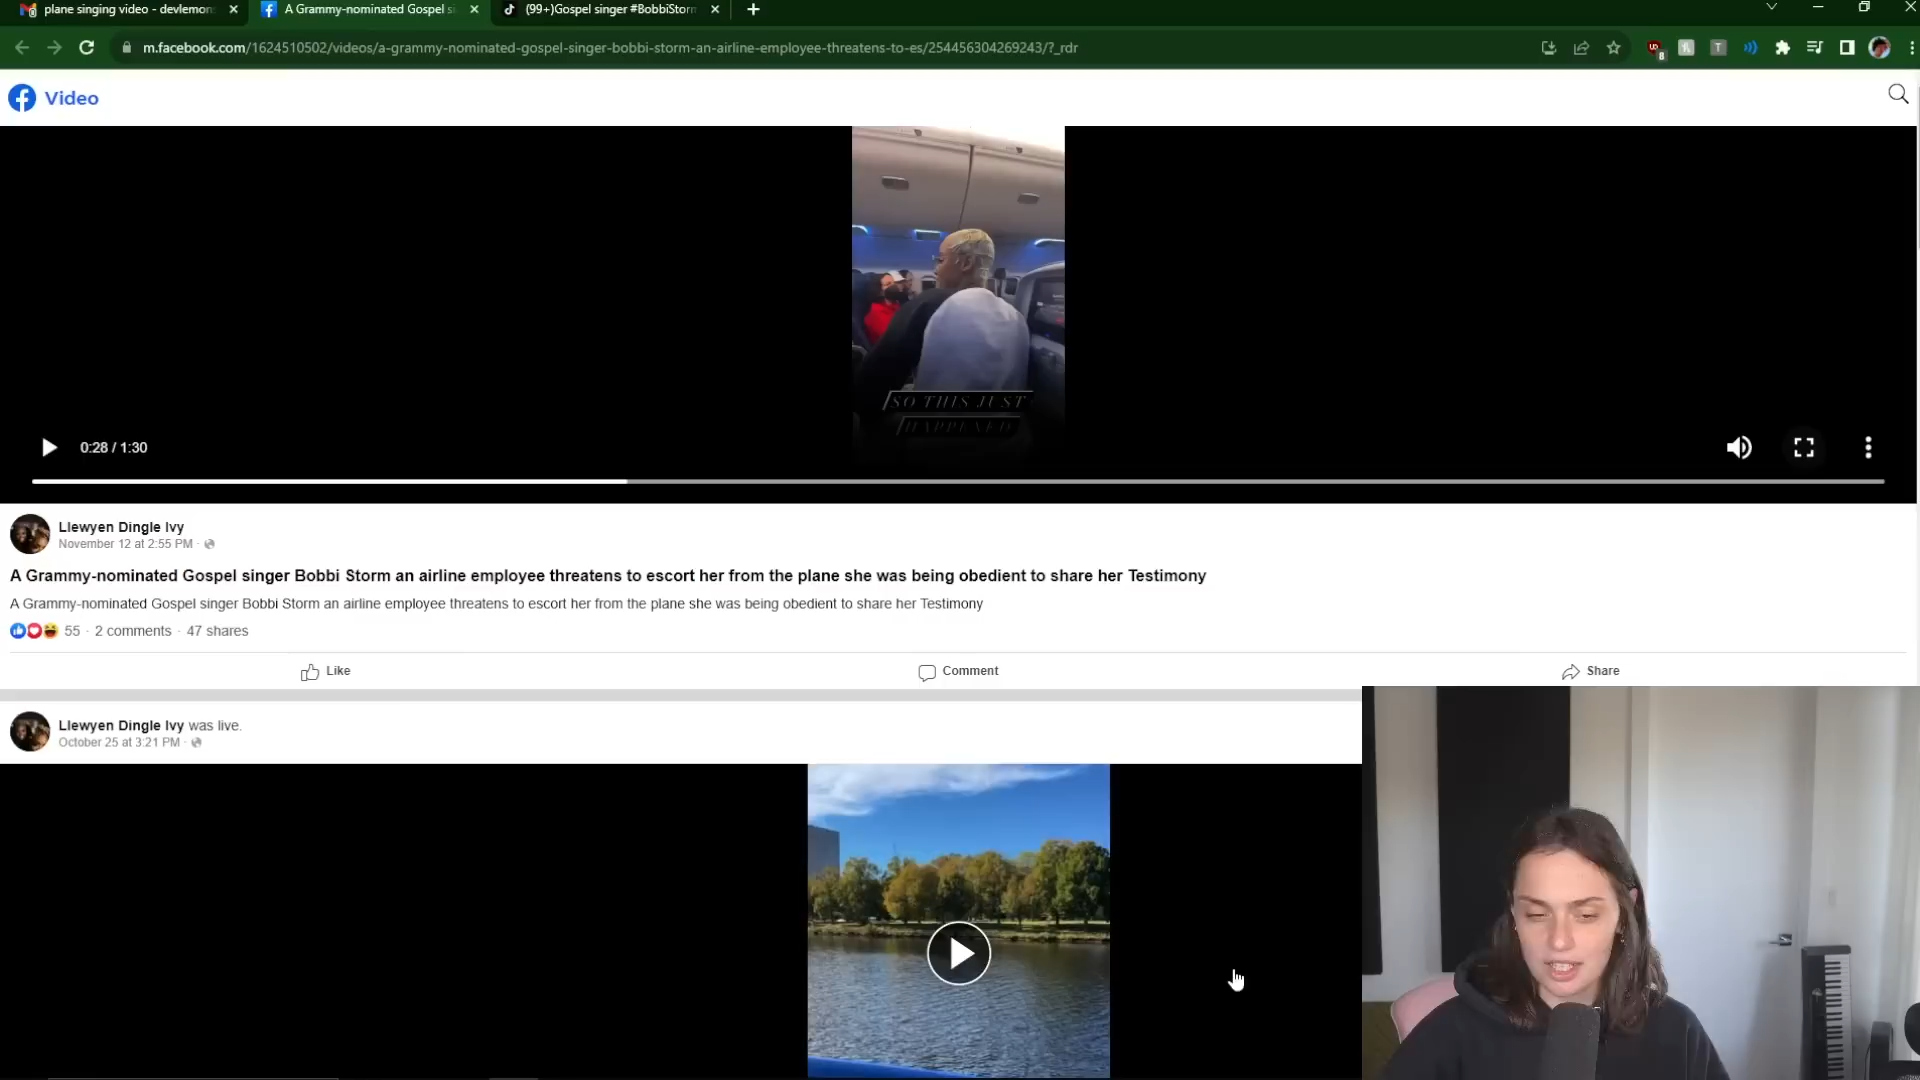 plane singing video - devlemon
A Grammy-nominated Gospel si
(99+)Gospel singer #BobbiStorm
m.facebook.com/1624510502/videos/a-grammy-nominated-gospel-singer-bobbi-storm-an-airline-employee-threatens-to-es/254456304269243/?_rdr
8
T
Video
SO THIS JUST
HAPPENED
0:28 / 1:30
Llewyen Dingle Ivy
November 12 at 2:55 PM ·
A Grammy-nominated Gospel singer Bobbi Storm an airline employee threatens to escort her from the plane she was being obedient to share her Testimony
A Grammy-nominated Gospel singer Bobbi Storm an airline employee threatens to escort her from the plane she was being obedient to share her Testimony
55 · 2 comments · 47 shares
Like
Comment
Share
Llewyen Dingle Ivy was live.
October 25 at 3:21 PM ·